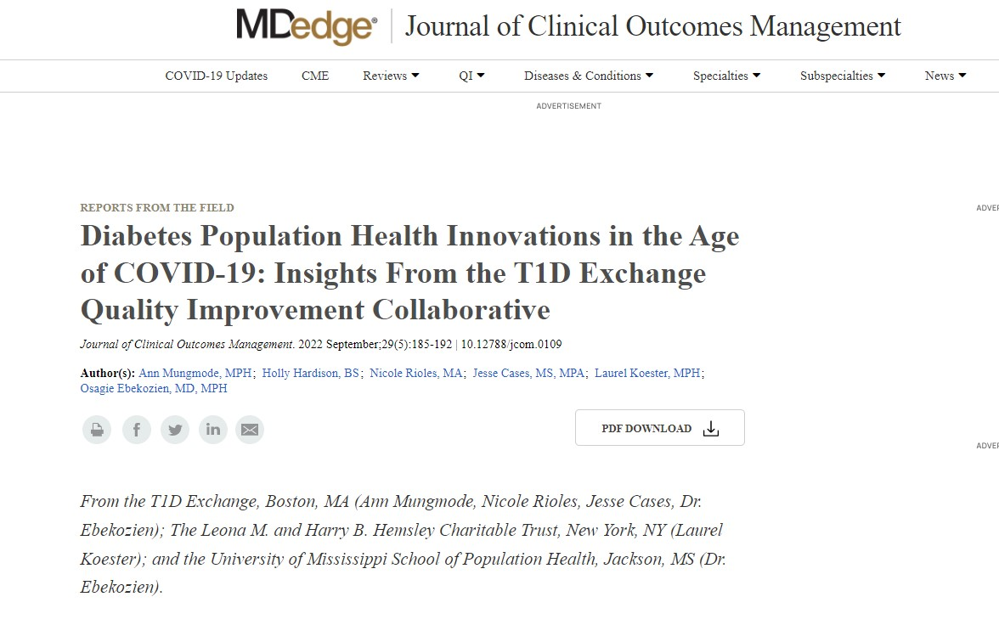 MDedge® Journal of Clinical Outcomes Management
COVID-19 Updates CME Reviews QI Diseases & Conditions Specialties Subspecialties News
ADVERTISEMENT
REPORTS FROM THE FIELD
ADVER
Diabetes Population Health Innovations in the Age
of COVID-19: Insights From the T1D Exchange
Quality Improvement Collaborative
Journal of Clinical Outcomes Management. 2022 September;29(5):185-192 | 10.12788/jcom.0109
Author(s): Ann Mungmode, MPH; Holly Hardison, BS; Nicole Rioles, MA; Jesse Cases, MS, MPA; Laurel Koester, MPH;
Osagie Ebekozien, MD, MPH
PDF DOWNLOAD
ADVER
From the T1D Exchange, Boston, MA (Ann Mungmode, Nicole Rioles, Jesse Cases, Dr.
Ebekozien); The Leona M. and Harry B. Hemsley Charitable Trust, New York, NY (Laurel
Koester); and the University of Mississippi School of Population Health, Jackson, MS (Dr.
Ebekozien).